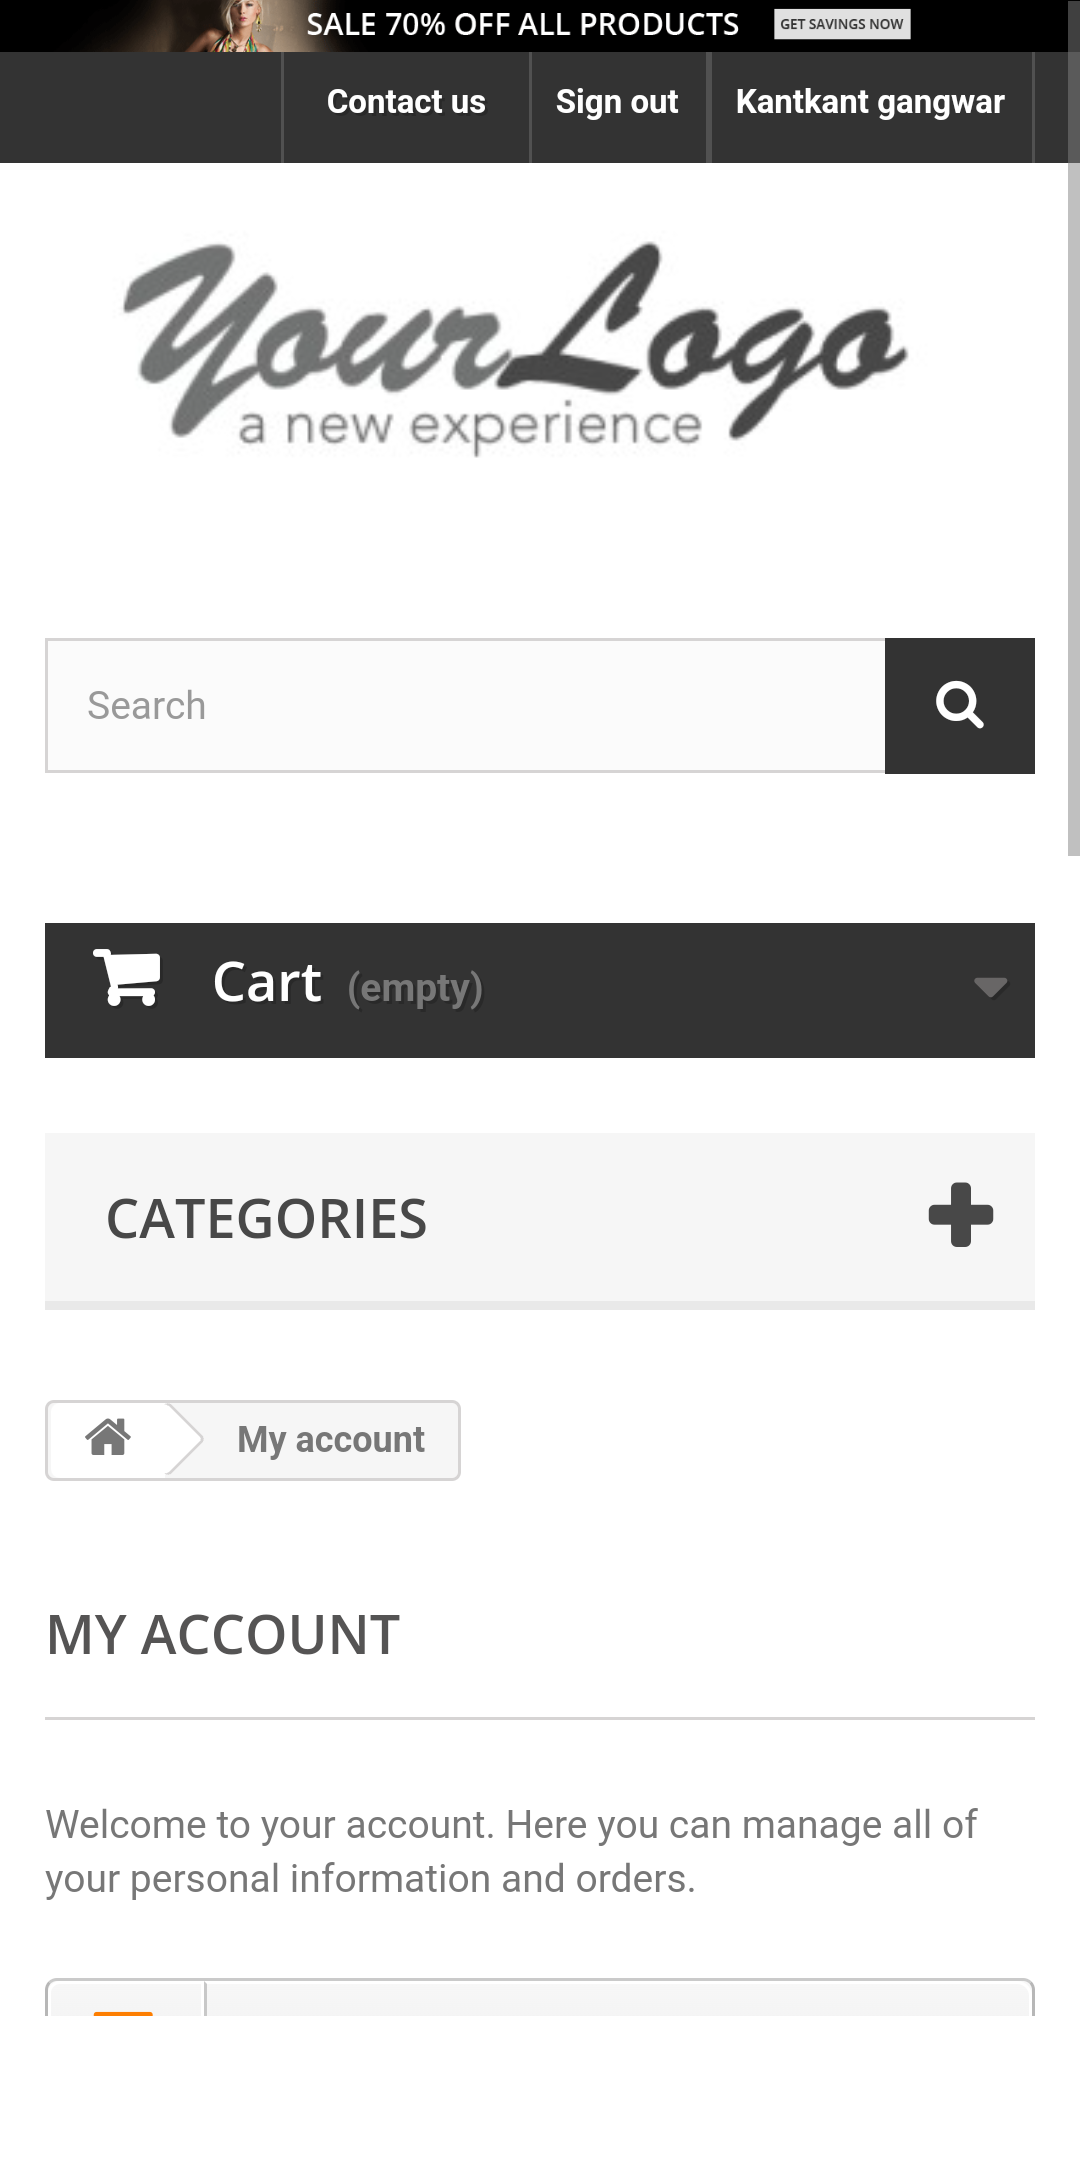 SALE 70% OFF ALL PRODUCTS GET SAVINGS NOW
Contact us Sign out Kantkant gangwar
YourLogo
a new experience
Search
Cart (empty)
CATEGORIES
My account
MY ACCOUNT
Welcome to your account. Here you can manage all of
your personal information and orders.